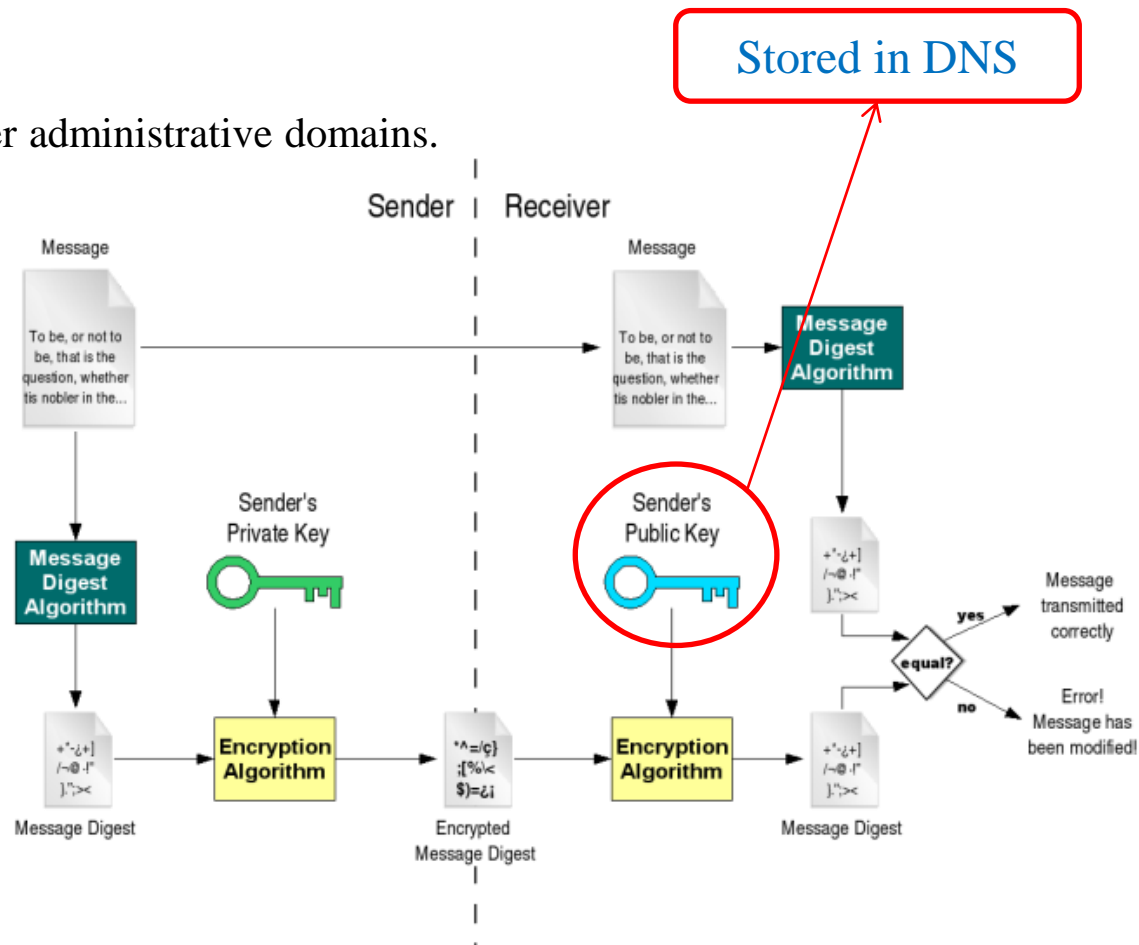 Stored in DNS
er administrative domains.
Sender
Receiver
Message
Message
To be, or not to
be, that is the
question, whether
tis nobler in the...
To be, or not to
be, that is the
question, whether
tis nobler in the...
Message
Digest
Algorithm
Sender's
Private Key
Sender's
Public Key
Message
Digest
Algorithm
+*-¿+]
/¬@·!"
}.";><
Message
transmitted
correctly
yes
equal?
no
Error!
Message has
been modified!
+*-¿+]
/¬@·!"
}.";><
Encryption
Algorithm
*^=/ç}
;[%\<
$)=¿¡
Encryption
Algorithm
+*-¿+]
/¬@·!"
}.";><
Message Digest
Encrypted
Message Digest
Message Digest